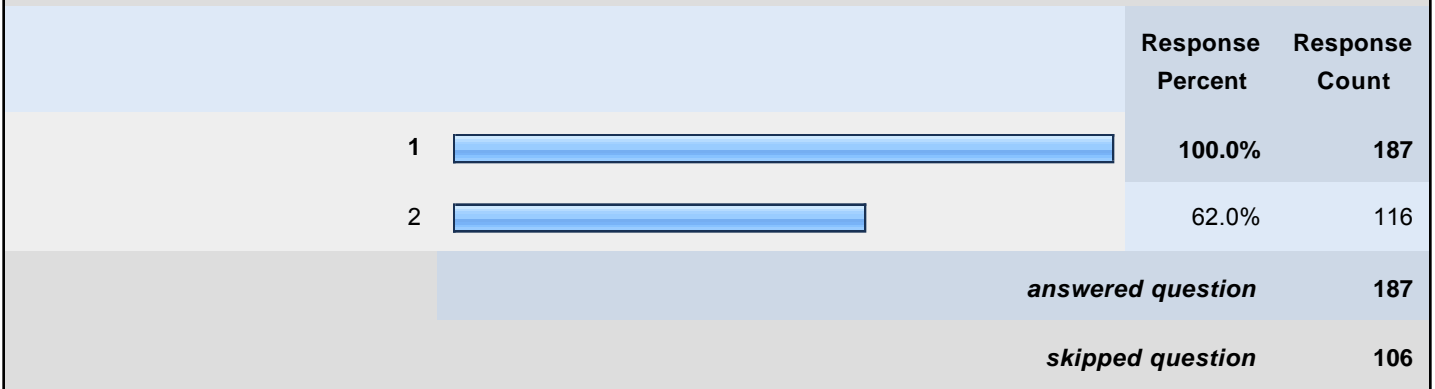 Response Percent Response Count
1 100.0% 187
2 62.0% 116
answered question 187
skipped question 106